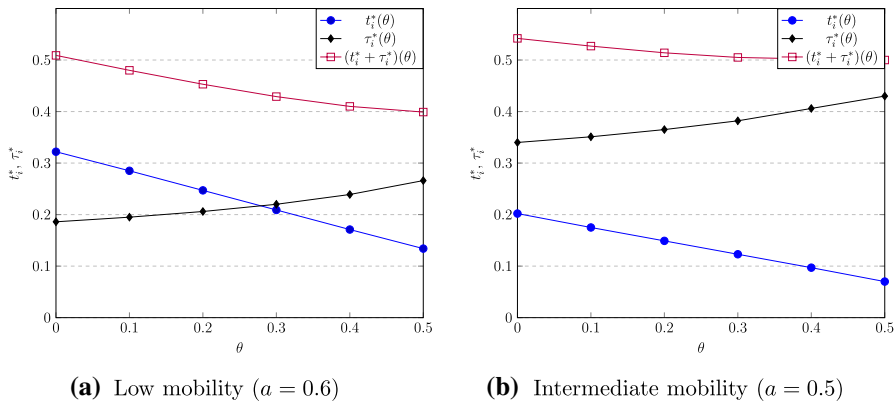 t*i(θ)
τ*i(θ)
(t*i + τ*i)(θ)
0.5
0.4
0.3
0.2
0.1
0
t*i, τ*i
0 0.1 0.2 0.3 0.4 0.5
θ
(a) Low mobility (a = 0.6)
t*i(θ)
τ*i(θ)
(t*i + τ*i)(θ)
0.5
0.4
0.3
0.2
0.1
0
t*i, τ*i
0 0.1 0.2 0.3 0.4 0.5
θ
(b) Intermediate mobility (a = 0.5)